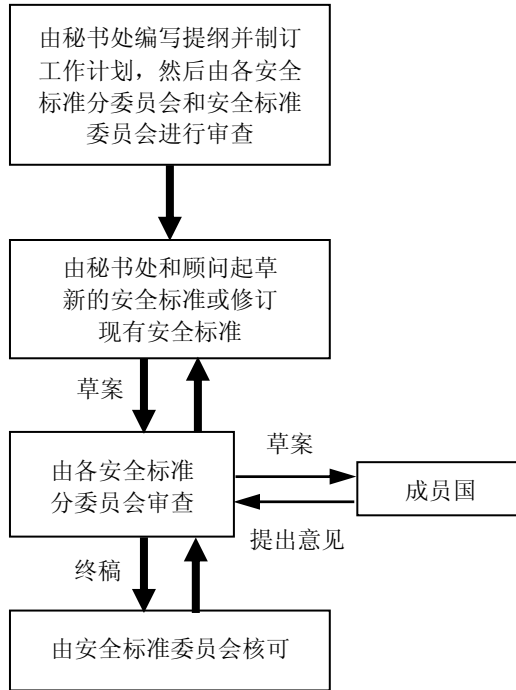 由秘书处编写提纲并制订
工作计划，然后由各安全
标准分委员会和安全标准
委员会进行审查
由秘书处和顾问起草
新的安全标准或修订
现有安全标准
草案
由各安全标准
分委员会审查
草案
成员国
提出意见
终稿
由安全标准委员会核可